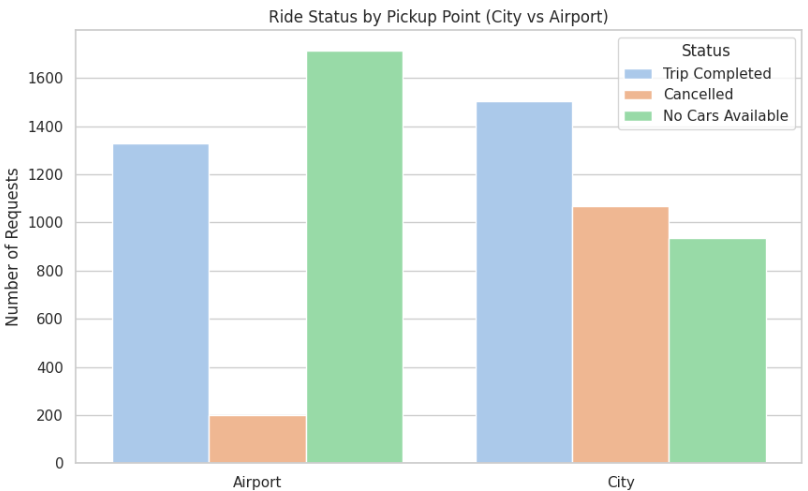 Ride Status by Pickup Point (City vs Airport)
Status
Trip Completed
Cancelled
No Cars Available
Number of Requests
1600
1400
1200
1000
800
600
400
200
0
Airport
City